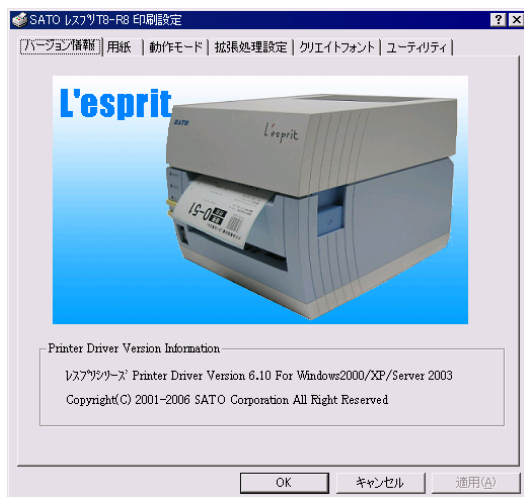 SATO レスプリT8-R8 印刷設定
バージョン情報 用紙 動作モード 拡張処理設定 クリエイトフォント ユーティリティ
L'esprit
SATO
L'esprit
0-51
Printer Driver Version Information
レスプリシリーズ Printer Driver Version 6.10 For Windows2000/XP/Server 2003
Copyright(C) 2001-2006 SATO Corporation All Right Reserved
OK キャンセル 適用(A)